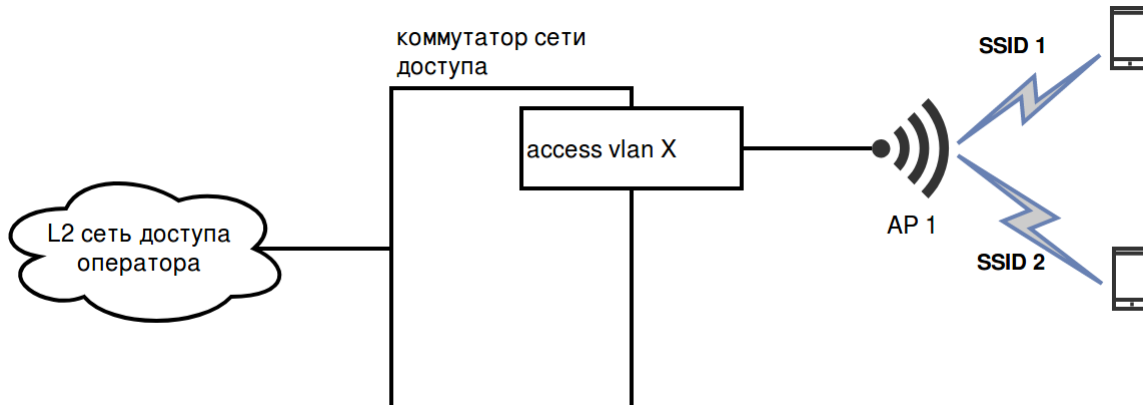 коммутатор сети
доступа
SSID 1
access vlan X
AP 1
L2 сеть доступа
оператора
SSID 2